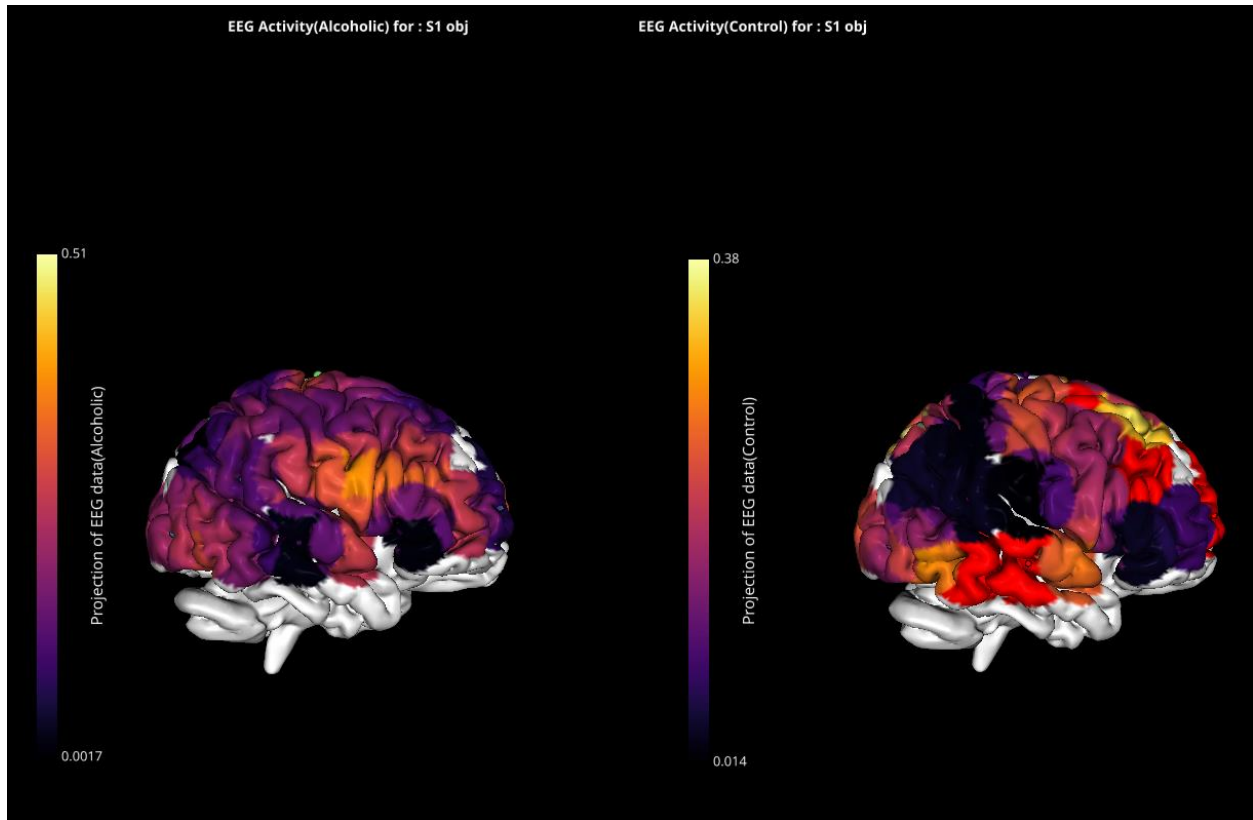 EEG Activity(Alcoholic) for : S1 obj
EEG Activity(Control) for : S1 obj
0.51
Projection of EEG data(Alcoholic)
0.0017
0.38
Projection of EEG data(Control)
0.014